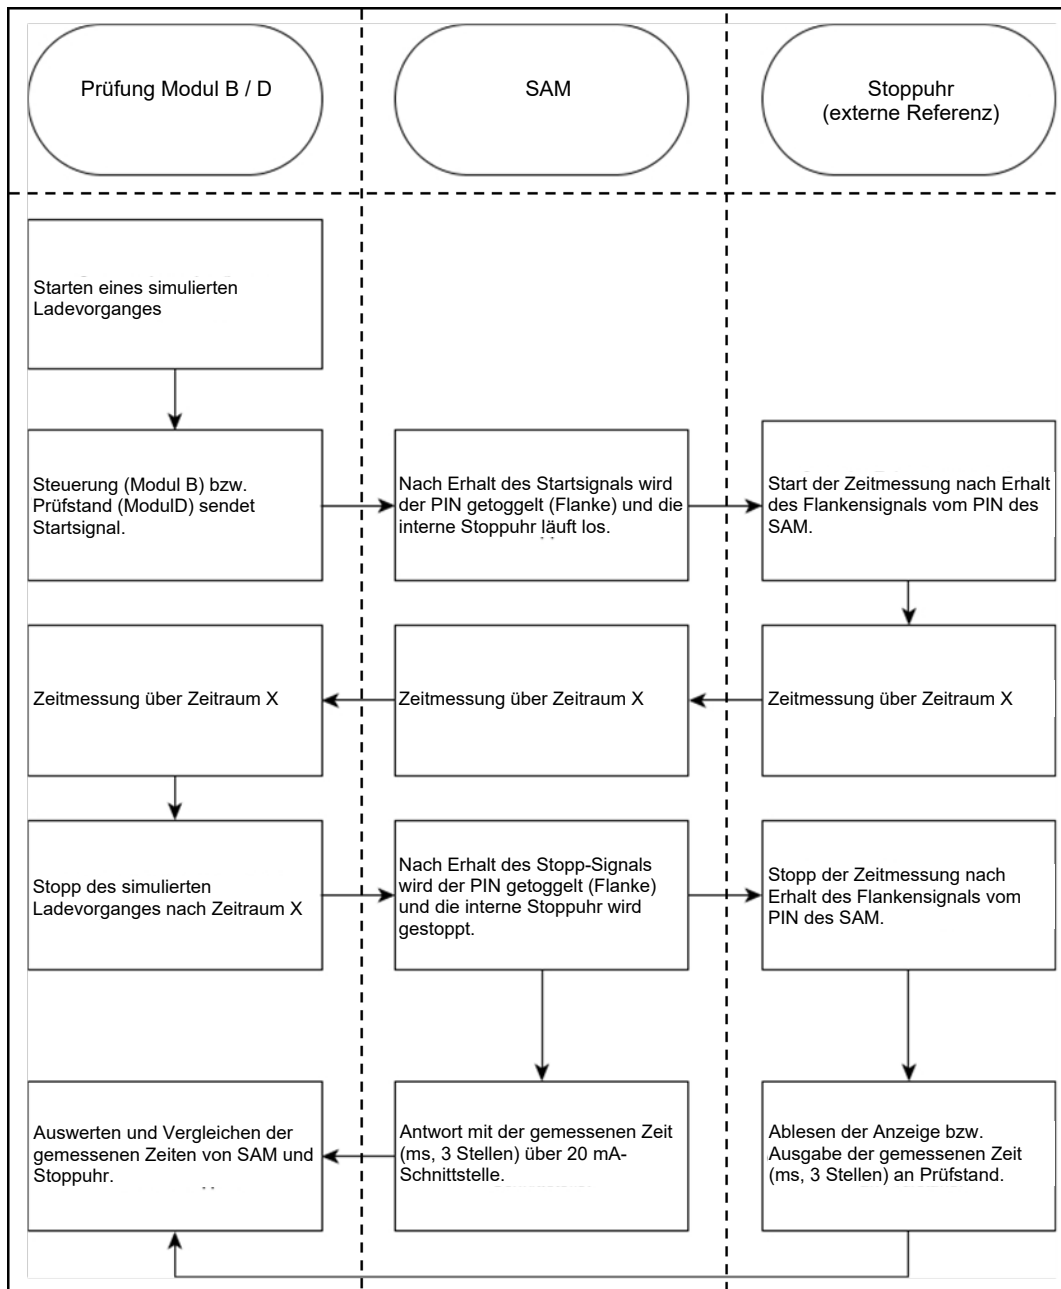 Prüfung Modul B / D
SAM
Stoppuhr
(externe Referenz)
Starten eines simulierten
Ladevorganges
Steuerung (Modul B) bzw.
Prüfstand (ModulD) sendet
Startsignal.
Nach Erhalt des Startsignals wird
der PIN getoggelt (Flanke) und die
interne Stoppuhr läuft los.
Start der Zeitmessung nach Erhalt
des Flankensignals vom PIN des
SAM.
Zeitmessung über Zeitraum X
Zeitmessung über Zeitraum X
Zeitmessung über Zeitraum X
Stopp des simulierten
Ladevorganges nach Zeitraum X
Nach Erhalt des Stopp-Signals
wird der PIN getoggelt (Flanke)
und die interne Stoppuhr wird
gestoppt.
Stopp der Zeitmessung nach
Erhalt des Flankensignals vom
PIN des SAM.
Auswerten und Vergleichen der
gemessenen Zeiten von SAM und
Stoppuhr.
Antwort mit der gemessenen Zeit
(ms, 3 Stellen) über 20 mA-
Schnittstelle.
Ablesen der Anzeige bzw.
Ausgabe der gemessenen Zeit
(ms, 3 Stellen) an Prüfstand.